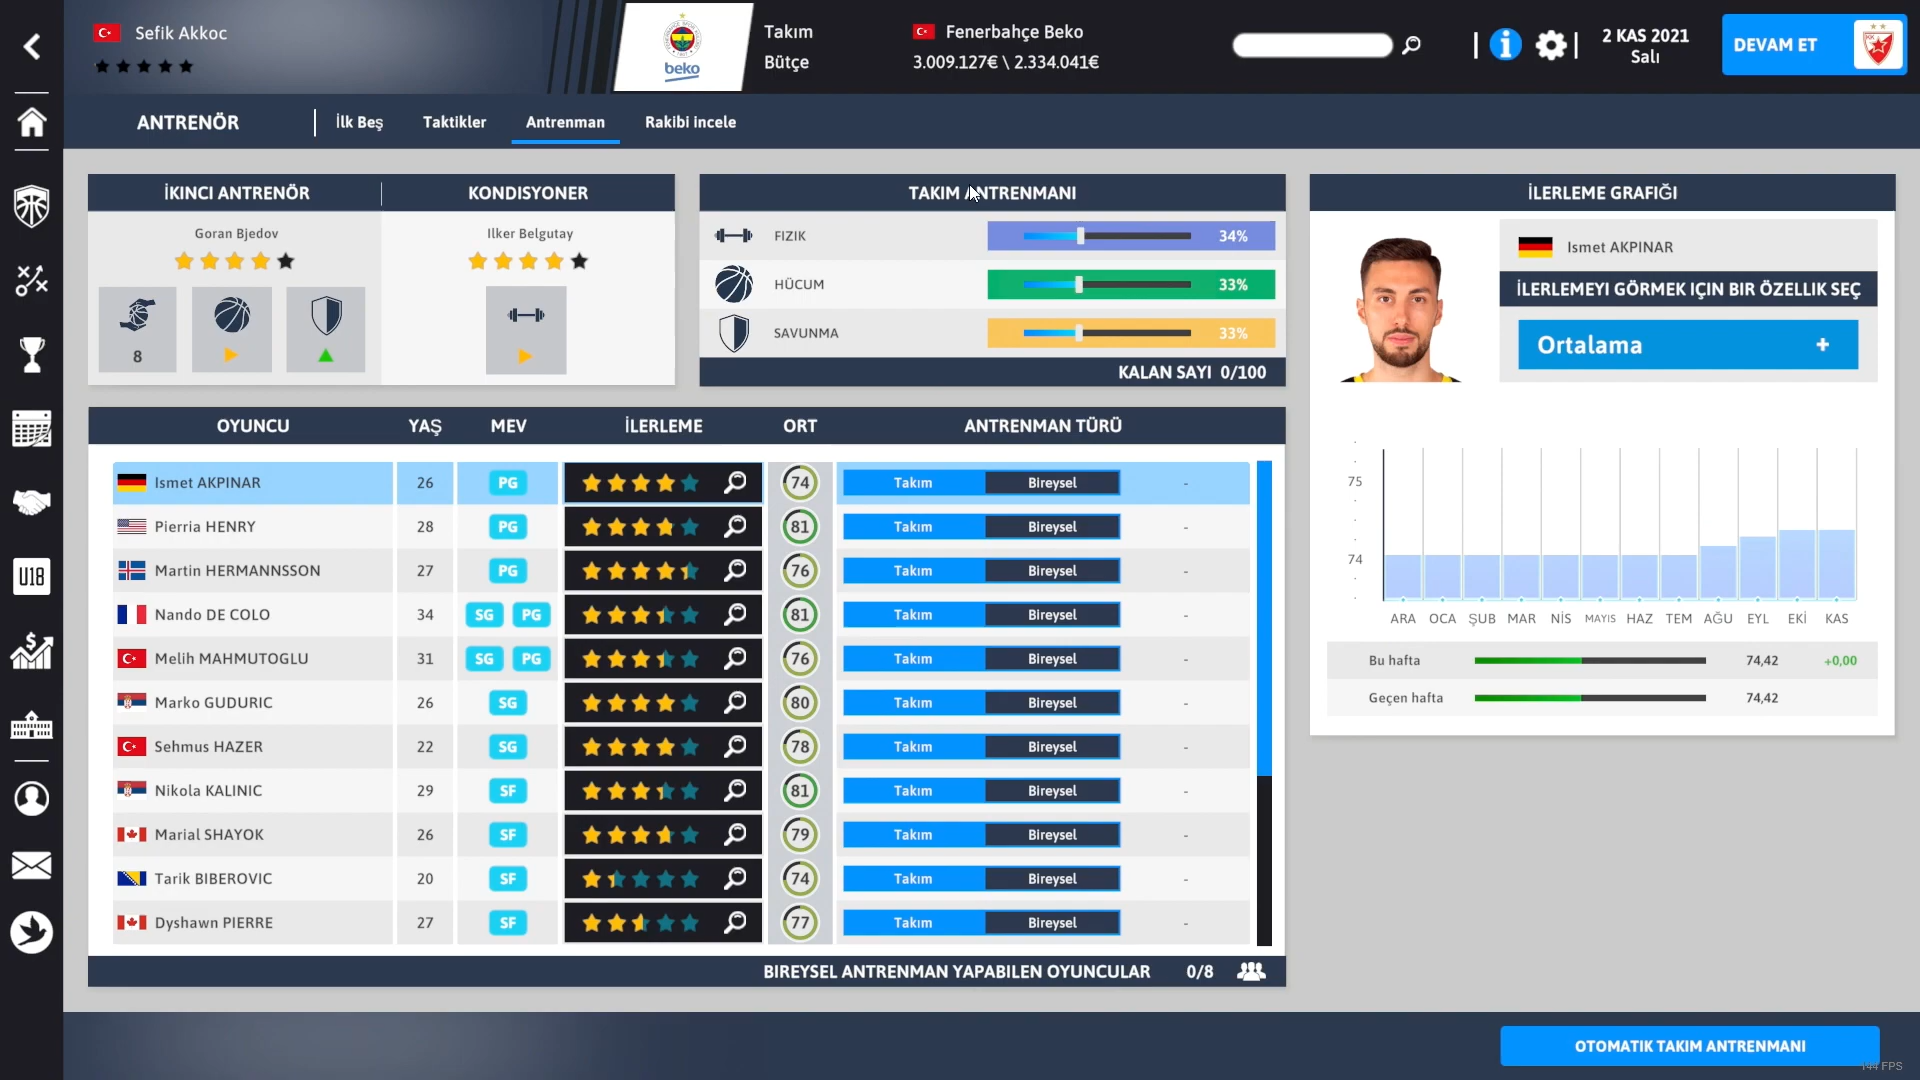 Sefik Akkoc
beko
Takım
Bütçe
Fenerbahçe Beko
3.009.127€ \ 2.334.041€
2 KAS 2021
Salı
DEVAM ET
ANTRENÖR
İlk Beş
Taktikler
Antrenman
Rakibi incele
İKINCI ANTRENÖR
KONDISYONER
Goran Bjedov
Ilker Belgutay
8
TAKIM ANTRENMANI
FIZIK 34%
HÜCUM 33%
SAVUNMA 33%
KALAN SAYI 0/100
İLERLEME GRAFIĞI
Ismet AKPINAR
İLERLEMEYI GÖRMEK IÇIN BIR ÖZELLIK SEÇ
Ortalama +
U18
OYUNCU YAŞ MEV İLERLEME ORT ANTRENMAN TÜRÜ
Ismet AKPINAR 26 PG 74 Takım Bireysel -
Pierria HENRY 28 PG 81 Takım Bireysel -
Martin HERMANNSSON 27 PG 76 Takım Bireysel -
Nando DE COLO 34 SG PG 81 Takım Bireysel -
Melih MAHMUTOGLU 31 SG PG 76 Takım Bireysel -
Marko GUDURIC 26 SG 80 Takım Bireysel -
Sehmus HAZER 22 SG 78 Takım Bireysel -
Nikola KALINIC 29 SF 81 Takım Bireysel -
Marial SHAYOK 26 SF 79 Takım Bireysel -
Tarik BIBEROVIC 20 SF 74 Takım Bireysel -
Dyshawn PIERRE 27 SF 77 Takım Bireysel -
BIREYSEL ANTRENMAN YAPABILEN OYUNCULAR 0/8
75
74
ARA OCA ŞUB MAR NİS MAYIS HAZ TEM AĞU EYL EKİ KAS
Bu hafta 74,42 +0,00
Geçen hafta 74,42
OTOMATIK TAKIM ANTRENMANI
144 FPS